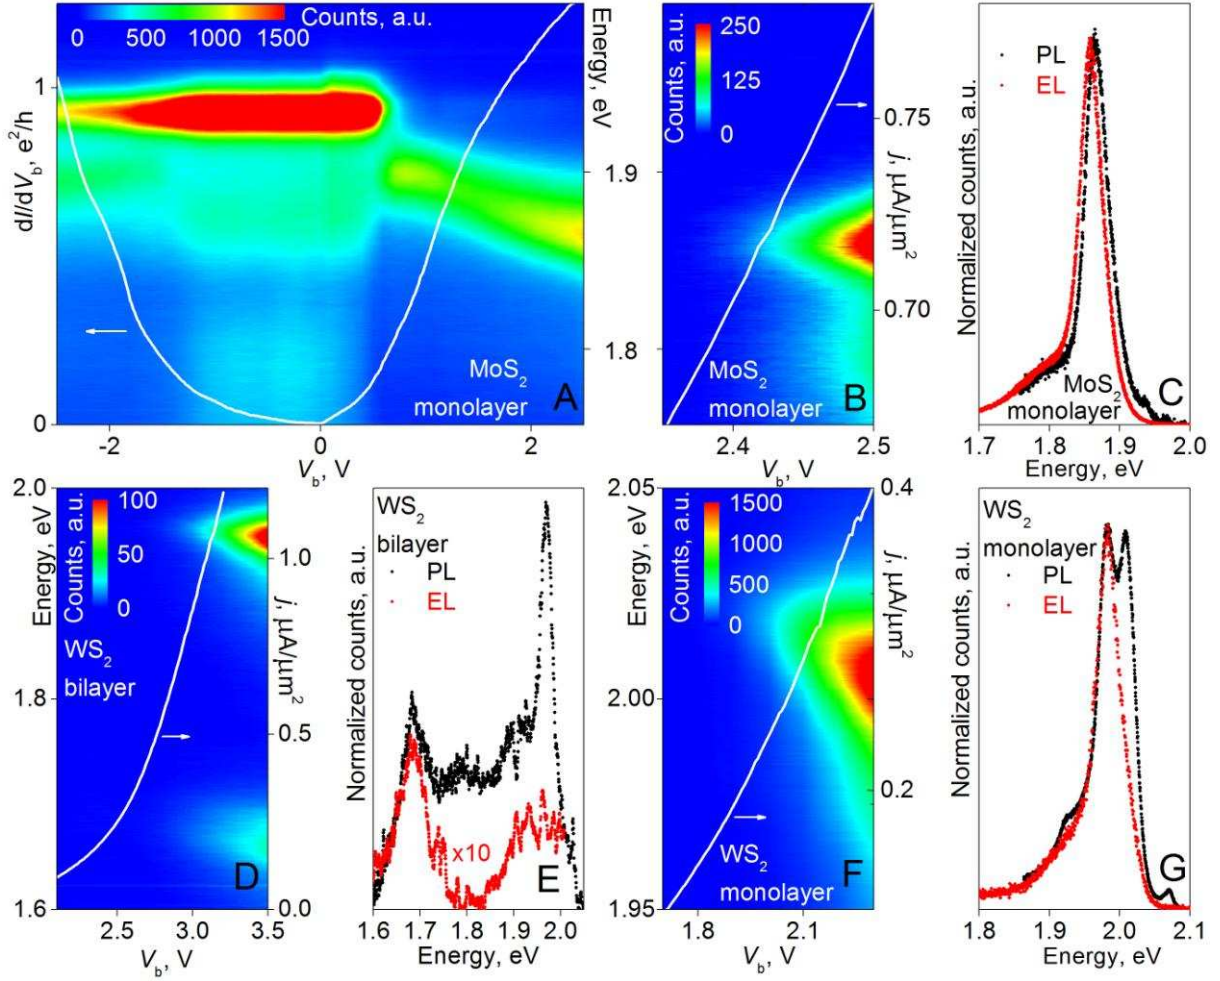 Counts, a.u.
0 500 1000 1500
dI/dVb, e²/h
1
0
Energy, eV
1.9
1.8
MoS₂
monolayer
A
-2 0 2
Vb, V
Counts, a.u.
250
125
0
0.75
0.70
j, μA/μm²
MoS₂
monolayer
B
2.4 2.5
Vb, V
Normalized counts, a.u.
PL
EL
MoS₂
monolayer
C
1.7 1.8 1.9 2.0
Energy, eV
Energy, eV
2.0
1.8
1.6
Counts, a.u.
100
50
0
WS₂
bilayer
D
1.0
0.5
0.0
j, μA/μm²
2.5 3.0 3.5
Vb, V
Normalized counts, a.u.
WS₂
bilayer
PL
EL
x10
E
1.6 1.7 1.8 1.9 2.0
Energy, eV
Energy, eV
2.05
2.00
1.95
Counts, a.u.
1500
1000
500
0
0.4
0.2
j, μA/μm²
WS₂
monolayer
F
2.0 2.1
Vb, V
Normalized counts, a.u.
WS₂
monolayer
PL
EL
G
1.8 1.9 2.0 2.1
Energy, eV